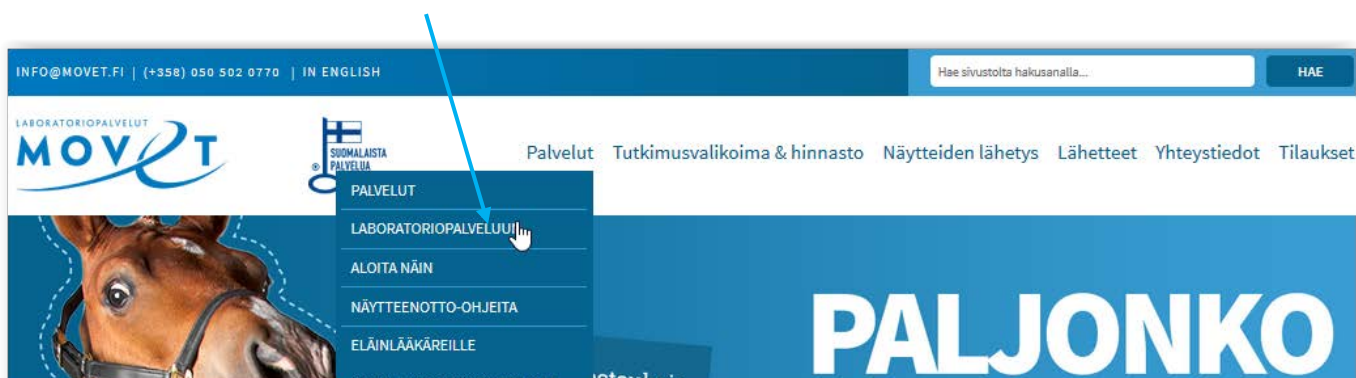 INFO@MOVET.FI | (+358) 050 502 0770 | IN ENGLISH
Hae sivustolta hakusanalla...
HAE
LABORATORIOPALVELUT
MOVET
SUOMALAISTA
PALVELUA
Palvelut Tutkimusvalikoima & hinnasto Näytteiden lähetys Lähetteet Yhteystiedot Tilaukset
PALVELUT
LABORATORIOPALVELUUN
ALOITA NÄIN
NÄYTTEENOTTO-OHJEITA
ELÄINLÄÄKÄREILLE
PALJONKO